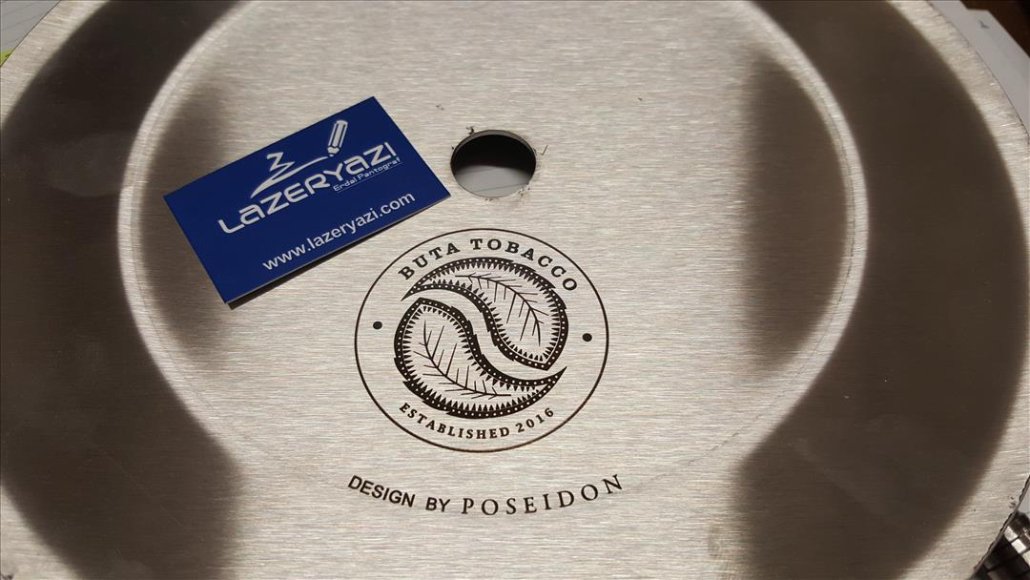 LAZERYAZI
Erdal Pantograf
www.lazeryazi.com
BUTA TOBACCO
ESTABLISHED 2016
DESIGN BY POSEIDON